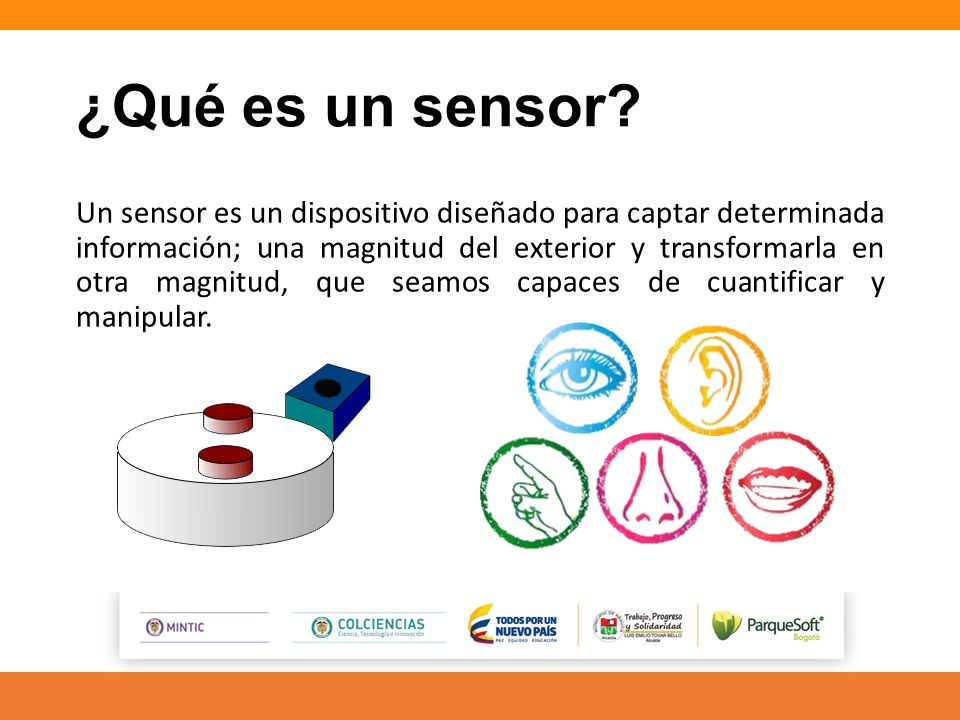 ¿Qué es un sensor?
Un sensor es un dispositivo diseñado para captar determinada
información; una magnitud del exterior y transformarla en
otra magnitud, que seamos capaces de cuantificar y
manipular.
MINTIC
COLCIENCIAS
Ciencia, Tecnología e Innovación
TODOS POR UN
NUEVO PAÍS
PAZ EQUIDAD EDUCACIÓN
Trabajo, Progreso
y Solidaridad
LUIS EMILIO TOVAR BELLO
Alcalde
ParqueSoft®
Bogotá